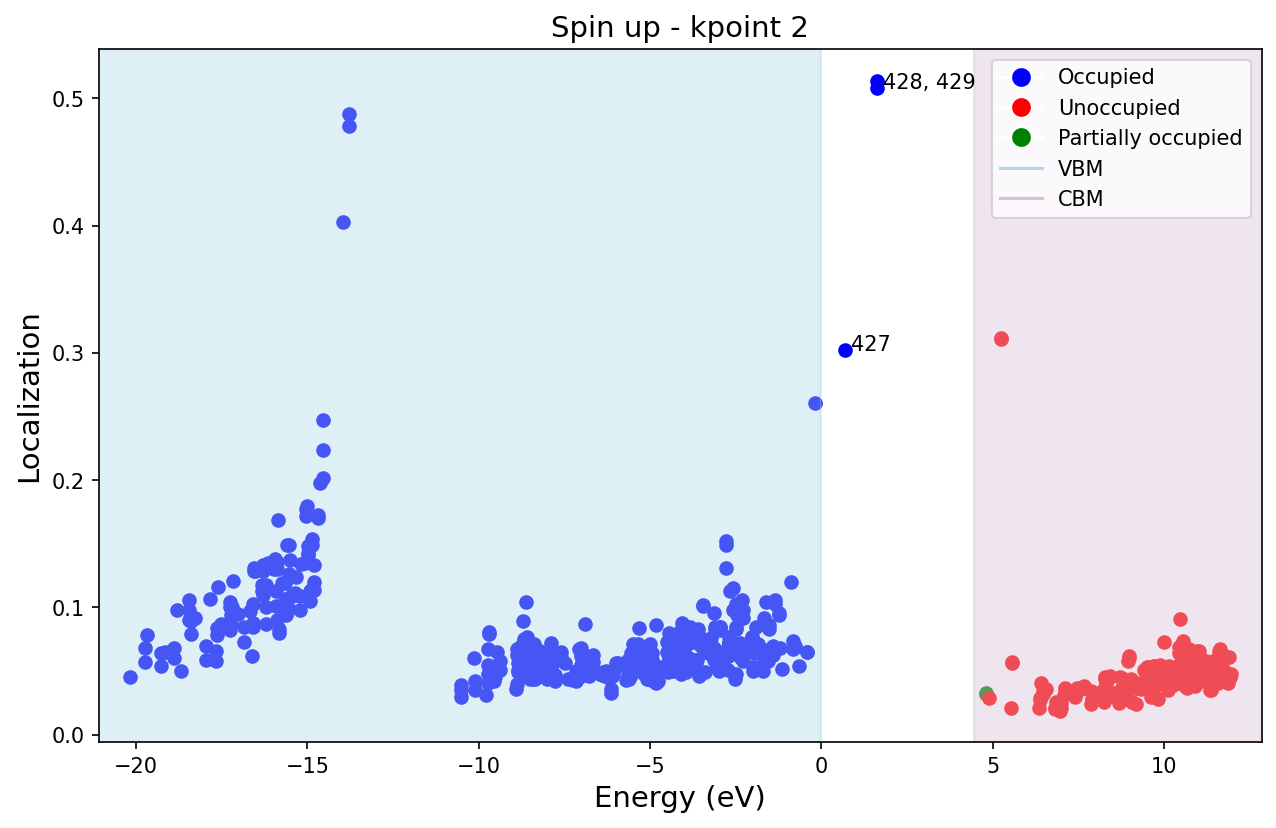 Spin up - kpoint 2
428, 429
427
Occupied
Unoccupied
Partially occupied
VBM
CBM
Localization
0.5
0.4
0.3
0.2
0.1
0.0
−20
−15
−10
−5
0
5
10
Energy (eV)